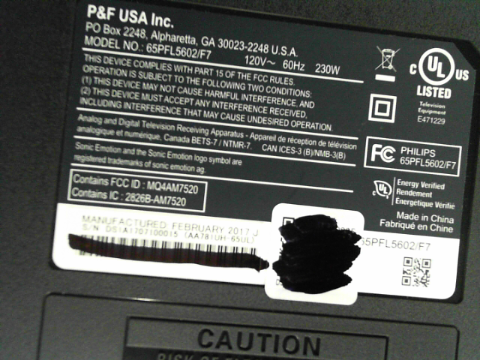 P&F USA Inc.
PO Box 2248, Alpharetta, GA 30023-2248 U.S.A.
MODEL NO.: 65PFL5602/F7 120V~ 60Hz 230W
THIS DEVICE COMPLIES WITH PART 15 OF THE FCC RULES.
OPERATION IS SUBJECT TO THE FOLLOWING TWO CONDITIONS:
(1) THIS DEVICE MAY NOT CAUSE HARMFUL INTERFERENCE, AND
(2) THIS DEVICE MUST ACCEPT ANY INTERFERENCE RECEIVED,
INCLUDING INTERFERENCE THAT MAY CAUSE UNDESIRED OPERATION.
Analog and Digital Television Receiving Apparatus - Appareil de réception de télévision
analogique et numérique, Canada BETS-7 / NTMR-7. CAN ICES-3 (B)/NMB-3(B)
Sonic Emotion and Sonic Emotion logo symbol are
registered trademarks of sonic emotion ag.
Contains FCC ID : MQ4AM7520
Contains IC : 2826B-AM7520
C UL US
LISTED
Television
Equipment
E471229
FC PHILIPS
65PFL5602/F7
UL
Energy Verified
Rendement
Energetique Verifié
Made in China
Fabriqué en Chine
MANUFACTURED FEBRUARY 2017
S/N
65PFL5602/F7
CAUTION